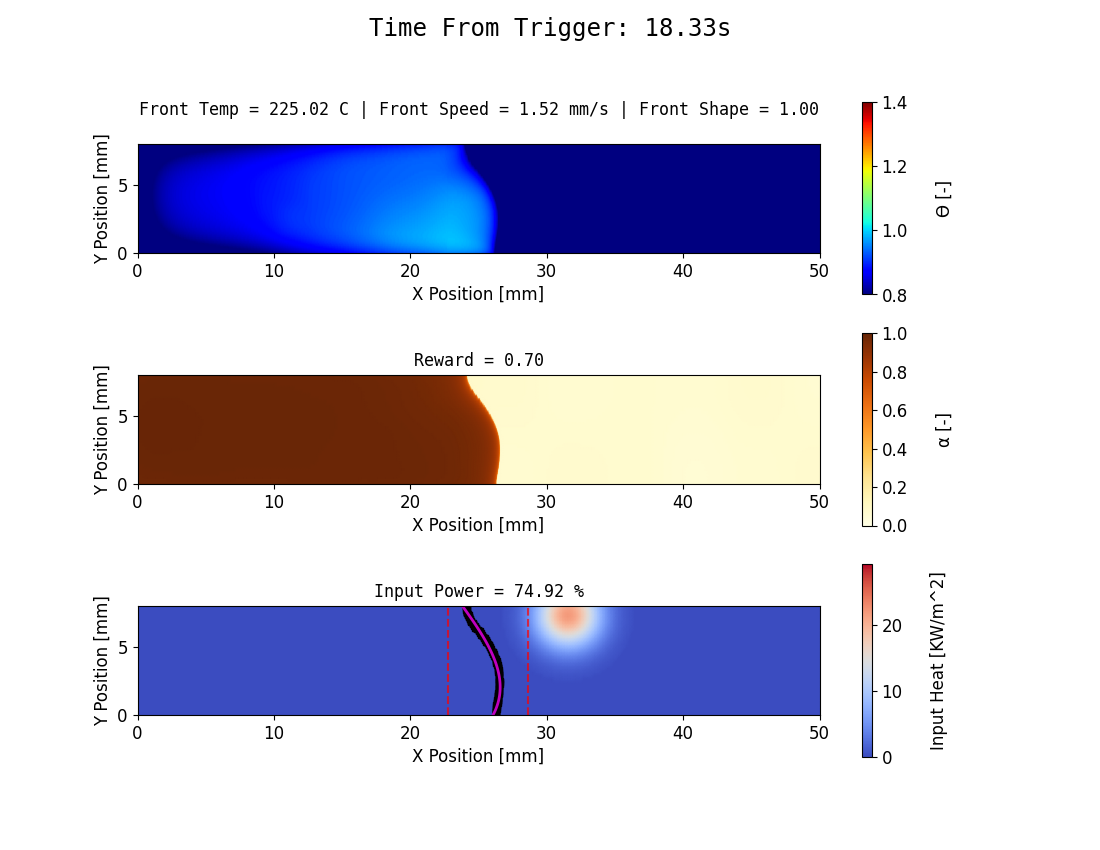 Time From Trigger: 18.33s
Front Temp = 225.02 C | Front Speed = 1.52 mm/s | Front Shape = 1.00
Y Position [mm]
5
0
0 10 20 30 40 50
X Position [mm]
1.4
1.2
1.0
0.8
Θ [-]
Reward = 0.70
Y Position [mm]
5
0
0 10 20 30 40 50
X Position [mm]
1.0
0.8
0.6
0.4
0.2
0.0
α [-]
Input Power = 74.92 %
Y Position [mm]
5
0
0 10 20 30 40 50
X Position [mm]
20
10
0
Input Heat [KW/m^2]